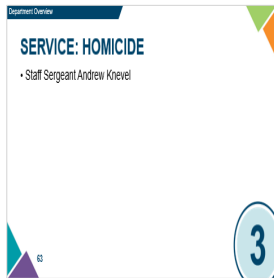 Department Overview
SERVICE: HOMICIDE
• Staff Sergeant Andrew Knevel
63
3